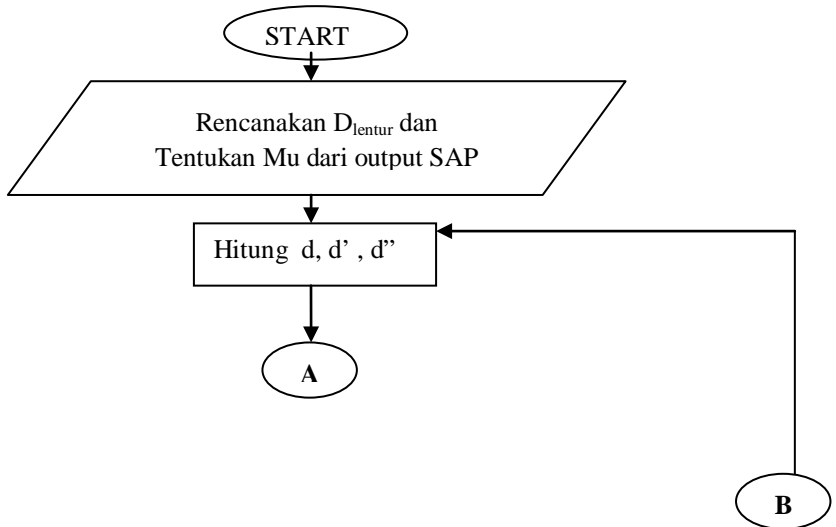 START
Rencanakan Dlentur dan
Tentukan Mu dari output SAP
Hitung d, d’ , d”
A
B